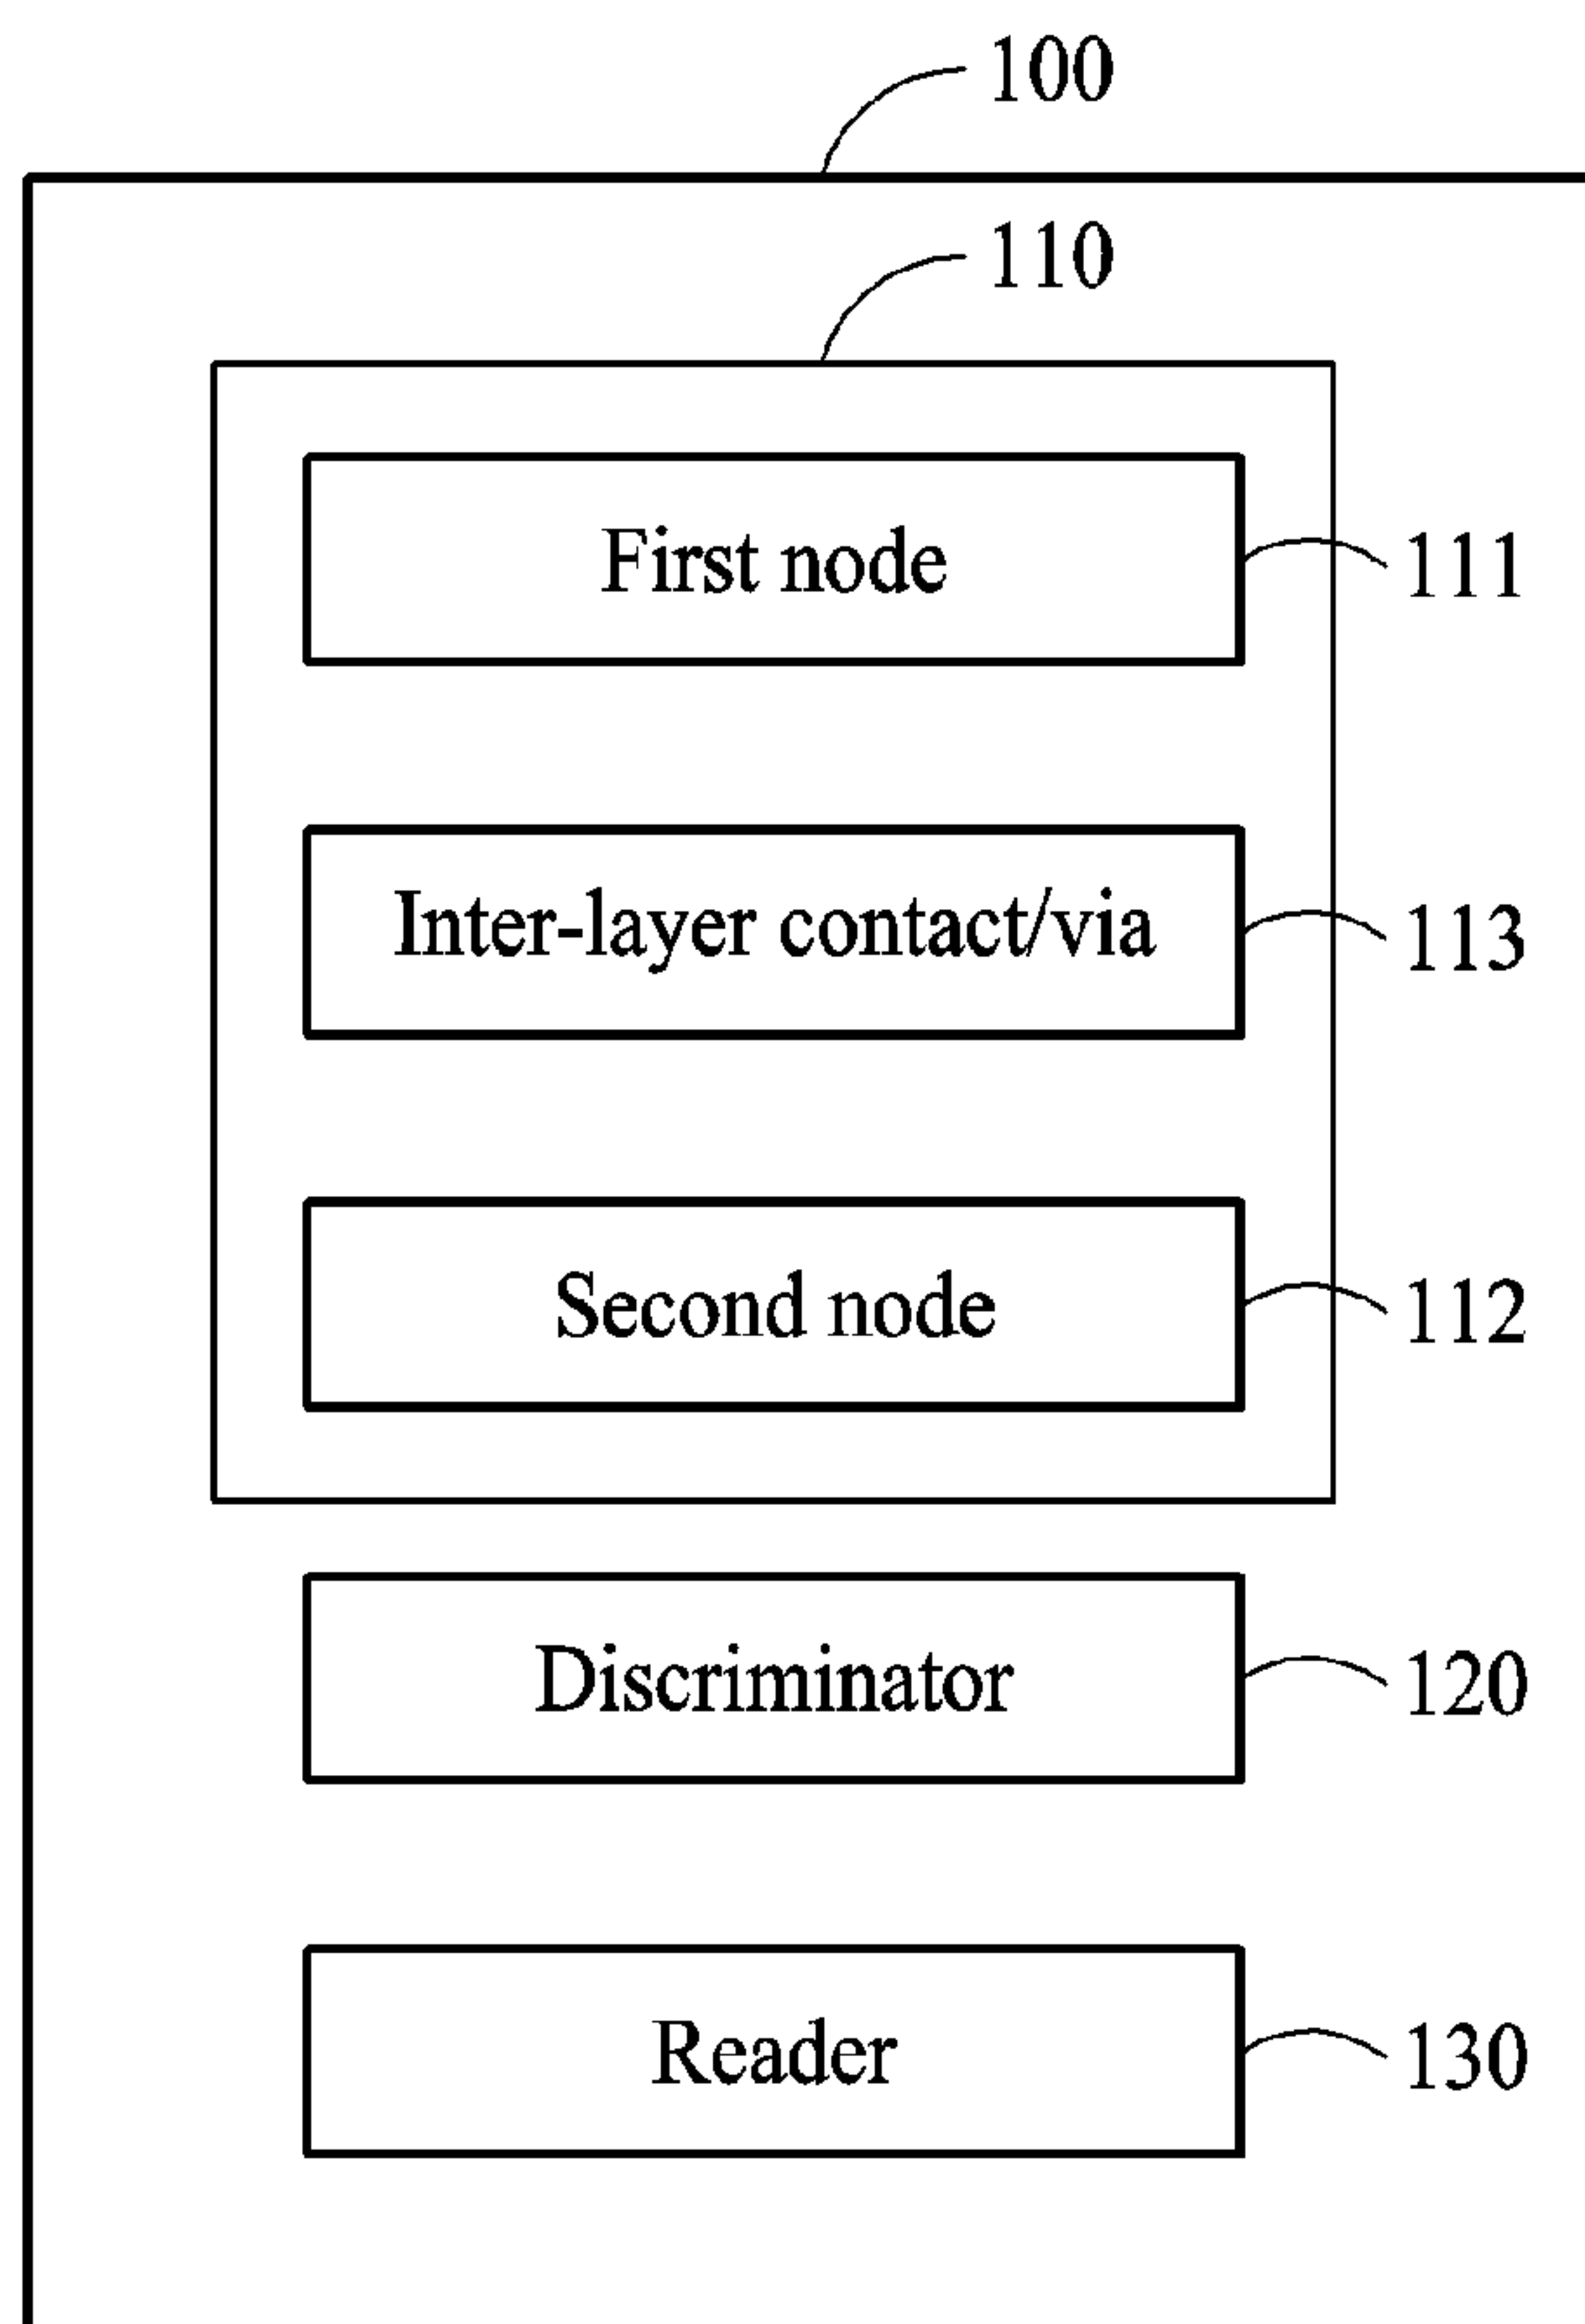 100
110
First node 111
Inter-layer contact/via 113
Second node 112
Discriminator 120
Reader 130